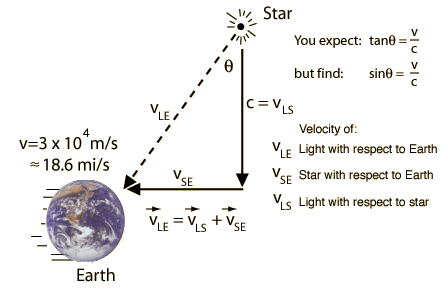 Star
You expect: tanθ = v/c
but find: sinθ = v/c
θ
v_LE
c = v_LS
Velocity of:
v=3 x 10^4 m/s
≈18.6 mi/s
v_LE Light with respect to Earth
v_SE Star with respect to Earth
v_LS Light with respect to star
v_SE
v_LE = v_LS + v_SE
Earth